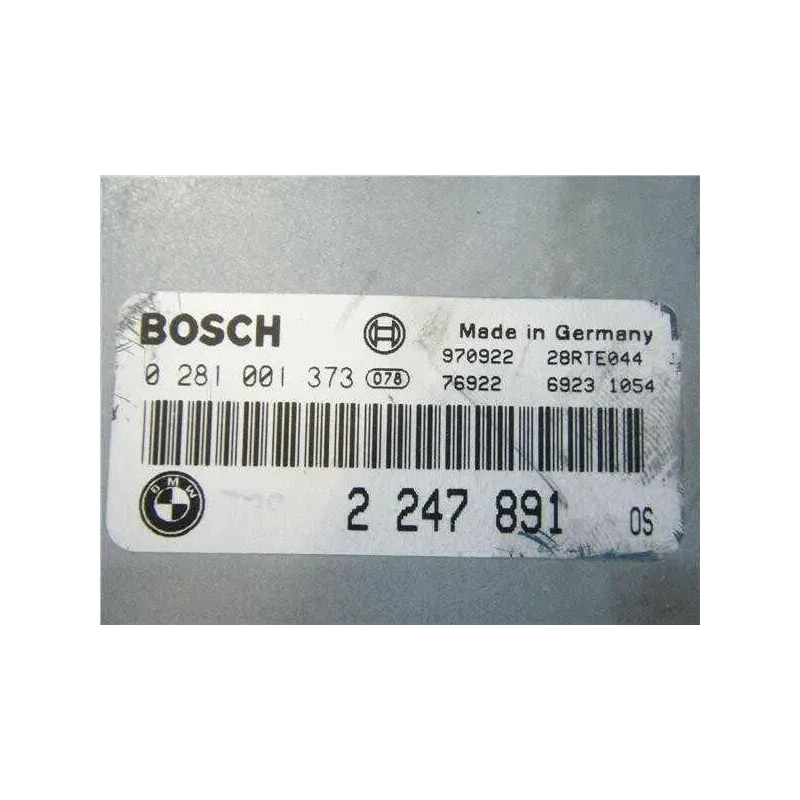 BOSCH Made in Germany
970922 28RTE044
0 281 001 373 078 76922 6923 1054
BMW 2 247 891 OS